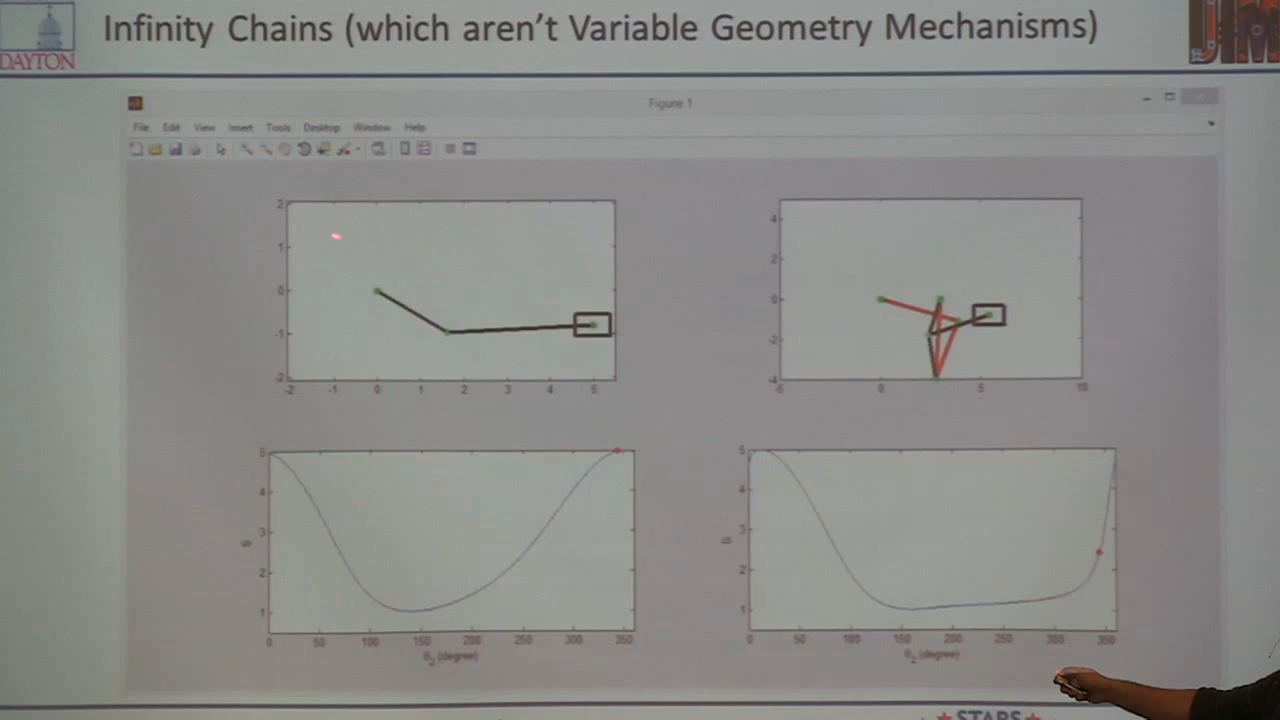 Infinity Chains (which aren't Variable Geometry Mechanisms)
DAYTON
Figure 1
File Edit View Insert Tools Desktop Window Help
2
1
0
-1
-2
-2 -1 0 1 2 3 4 5
4
2
0
-2
-4
-5 0 5 10
5
4
3
2
1
S
0 50 100 150 200 250 300 350
θ2 (degree)
5
4
3
2
1
S
0 50 100 150 200 250 300 350
θ2 (degree)
STARS